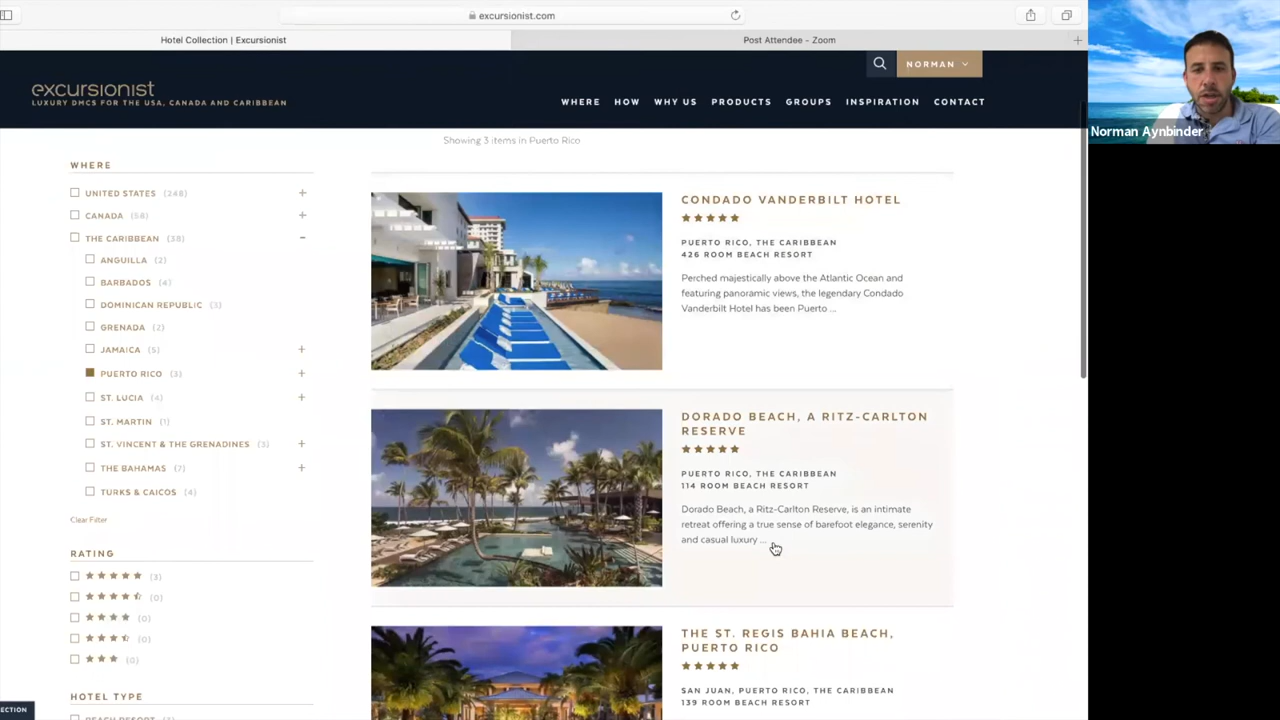 excursionist.com
Hotel Collection | Excursionist
Post Attendee - Zoom
excursionist
LUXURY DMCS FOR THE USA, CANADA AND CARIBBEAN
NORMAN
WHERE HOW WHY US PRODUCTS GROUPS INSPIRATION CONTACT
Norman Aynbinder
Showing 3 items in Puerto Rico
WHERE
UNITED STATES (248)
CANADA (58)
THE CARIBBEAN (38)
ANGUILLA (2)
BARBADOS (4)
DOMINICAN REPUBLIC (3)
GRENADA (2)
JAMAICA (5)
PUERTO RICO (3)
ST. LUCIA (4)
ST. MARTIN (1)
ST. VINCENT & THE GRENADINES (3)
THE BAHAMAS (7)
TURKS & CAICOS (4)
Clear Filter
RATING
(3)
(0)
(0)
(0)
(0)
HOTEL TYPE
BEACH RESORT (3)
ECTION
CONDADO VANDERBILT HOTEL
PUERTO RICO, THE CARIBBEAN
426 ROOM BEACH RESORT
Perched majestically above the Atlantic Ocean and
featuring panoramic views, the legendary Condado
Vanderbilt Hotel has been Puerto ...
DORADO BEACH, A RITZ-CARLTON
RESERVE
PUERTO RICO, THE CARIBBEAN
114 ROOM BEACH RESORT
Dorado Beach, a Ritz-Carlton Reserve, is an intimate
retreat offering a true sense of barefoot elegance, serenity
and casual luxury ...
THE ST. REGIS BAHIA BEACH,
PUERTO RICO
SAN JUAN, PUERTO RICO, THE CARIBBEAN
139 ROOM BEACH RESORT